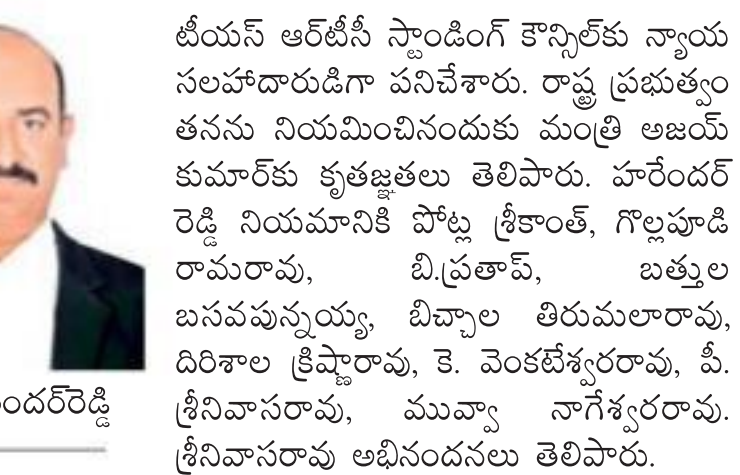 టీయస్ ఆర్‌టీసీ స్టాండింగ్ కౌన్సిల్‌కు న్యాయ
సలహాదారుడిగా పనిచేశారు. రాష్ట్ర ప్రభుత్వం
తనను నియమించినందుకు మంత్రి అజయ్
కుమార్‌కు కృతజ్ఞతలు తెలిపారు. హరేందర్
రెడ్డి నియమానికి పోట్ల శ్రీకాంత్, గొల్లపూడి
రామరావు, బి.ప్రతాప్, బత్తుల
బసవపున్నయ్య, బిచ్చాల తిరుమలారావు,
దిరిశాల క్రిష్ణారావు, కె. వెంకటేశ్వరరావు, పీ.
శ్రీనివాసరావు, మువ్వా నాగేశ్వరరావు.
శ్రీనివాసరావు అభినందనలు తెలిపారు.
ందర్‌రెడ్డి